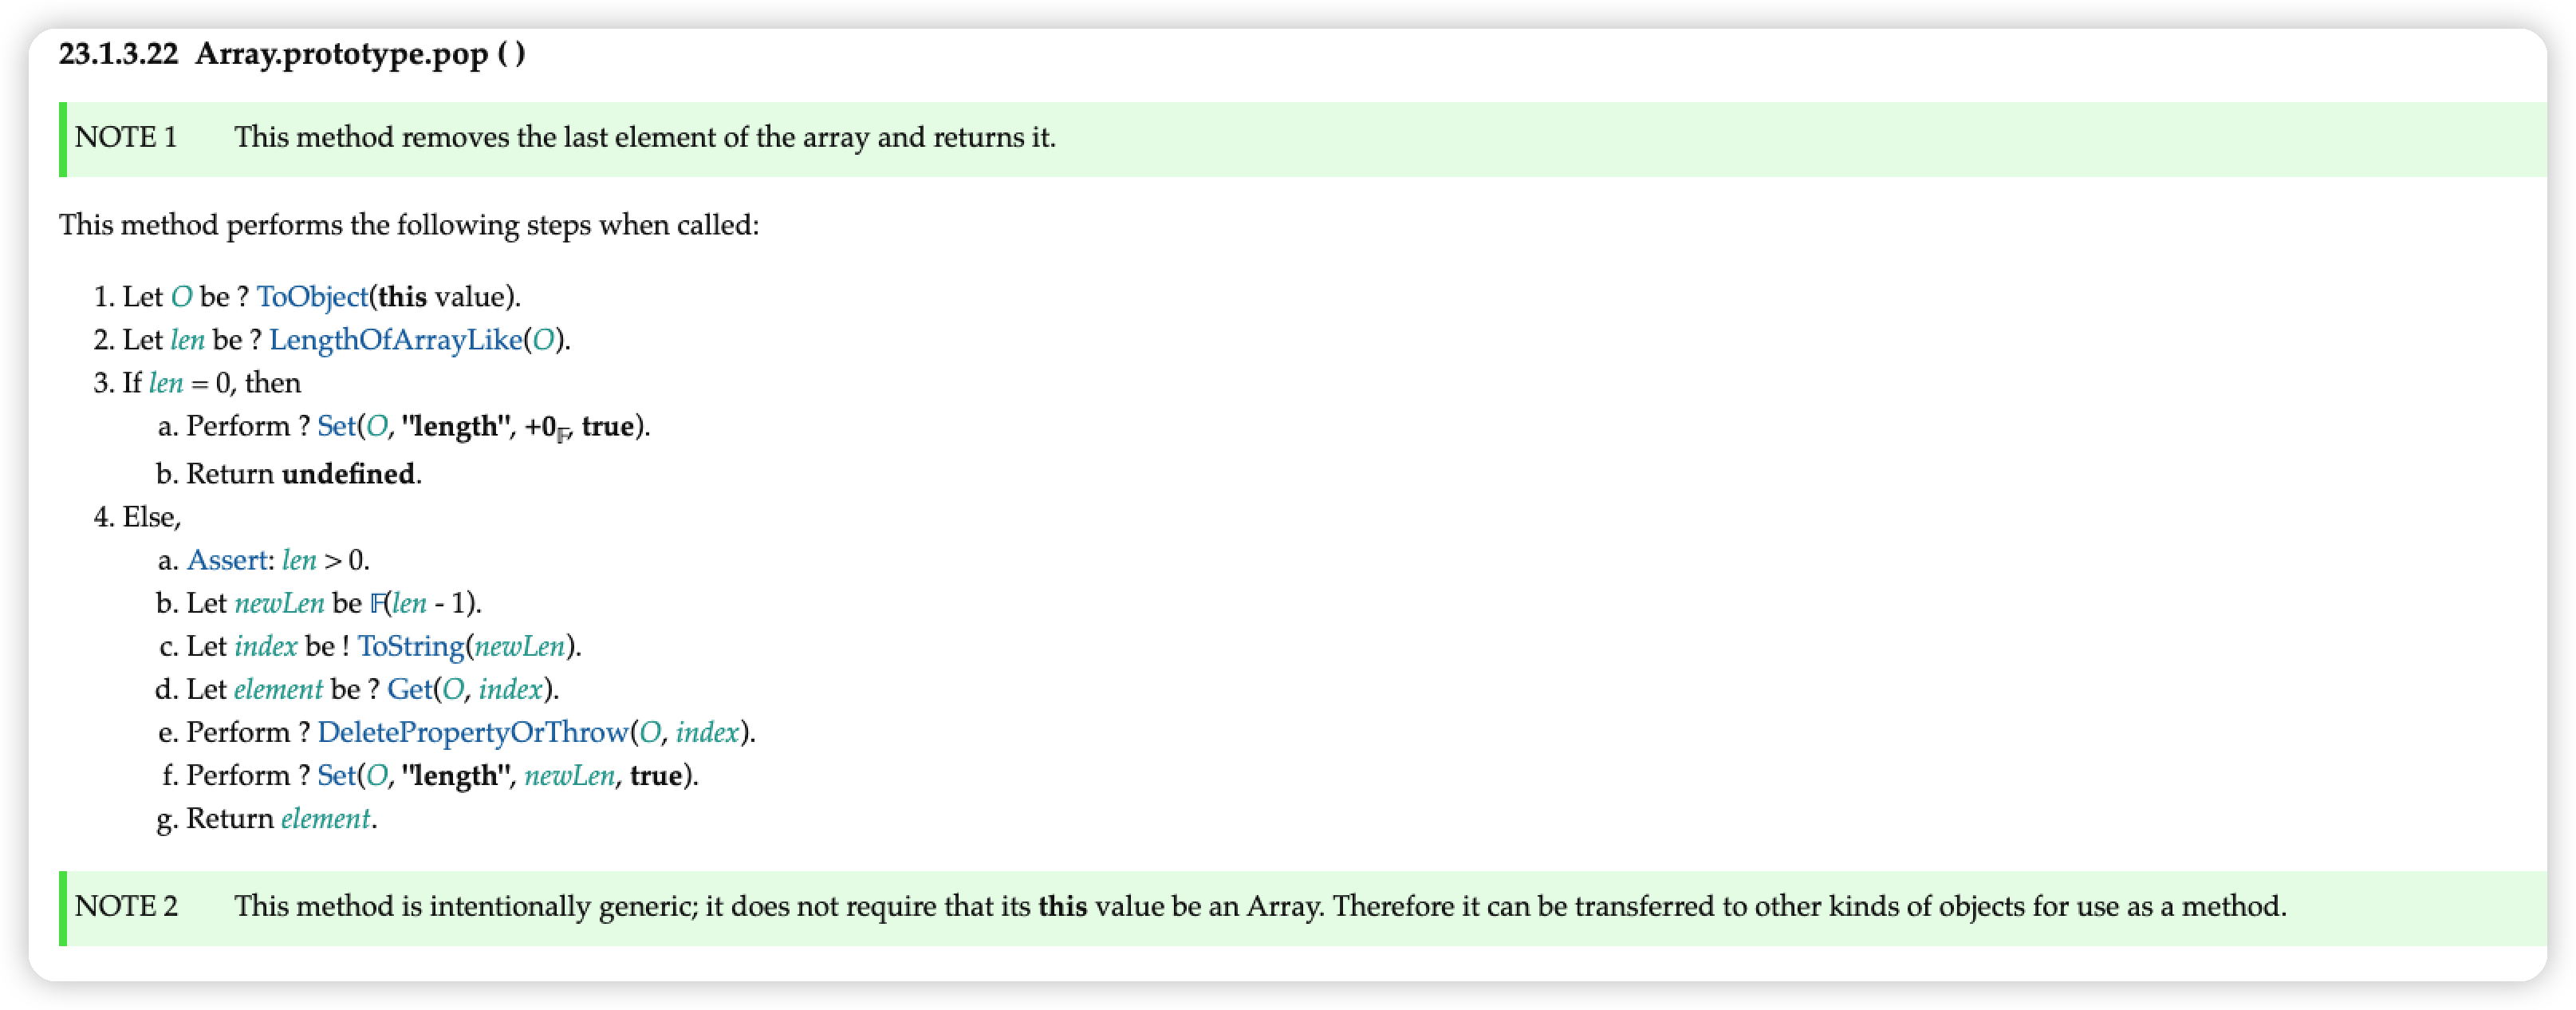 23.1.3.22 Array.prototype.pop ( )
NOTE 1 This method removes the last element of the array and returns it.
This method performs the following steps when called:
1. Let O be ? ToObject(this value).
2. Let len be ? LengthOfArrayLike(O).
3. If len = 0, then
a. Perform ? Set(O, "length", +0𝔽, true).
b. Return undefined.
4. Else,
a. Assert: len > 0.
b. Let newLen be 𝔽(len - 1).
c. Let index be ! ToString(newLen).
d. Let element be ? Get(O, index).
e. Perform ? DeletePropertyOrThrow(O, index).
f. Perform ? Set(O, "length", newLen, true).
g. Return element.
NOTE 2 This method is intentionally generic; it does not require that its this value be an Array. Therefore it can be transferred to other kinds of objects for use as a method.